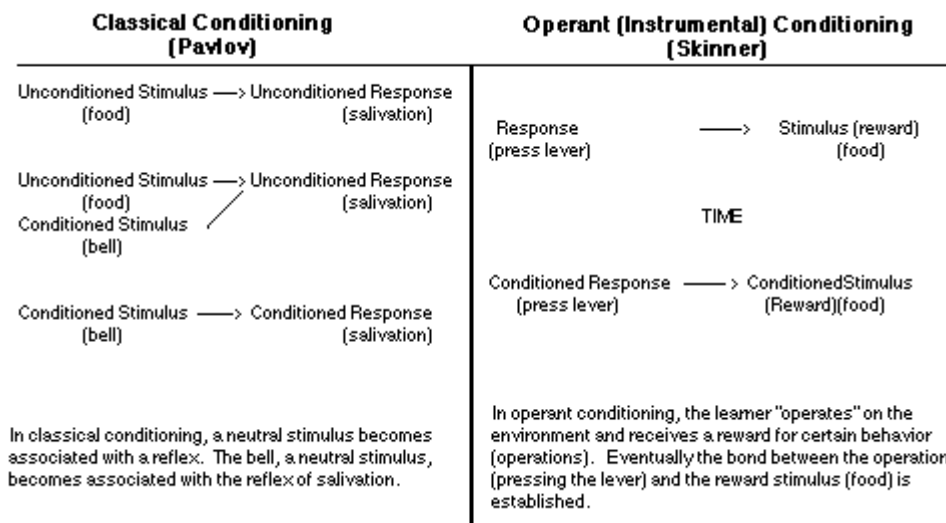 Classical Conditioning
(Pavlov)
Unconditioned Stimulus —> Unconditioned Response
(food) (salivation)
Unconditioned Stimulus —> Unconditioned Response
(food) (salivation)
Conditioned Stimulus
(bell)
Conditioned Stimulus —> Conditioned Response
(bell) (salivation)
In classical conditioning, a neutral stimulus becomes
associated with a reflex. The bell, a neutral stimulus,
becomes associated with the reflex of salivation.
Operant (Instrumental) Conditioning
(Skinner)
Response —> Stimulus (reward)
(press lever) (food)
TIME
Conditioned Response —> ConditionedStimulus
(press lever) (Reward)(food)
In operant conditioning, the learner "operates" on the
environment and receives a reward for certain behavior
(operations). Eventually the bond between the operation
(pressing the lever) and the reward stimulus (food) is
established.